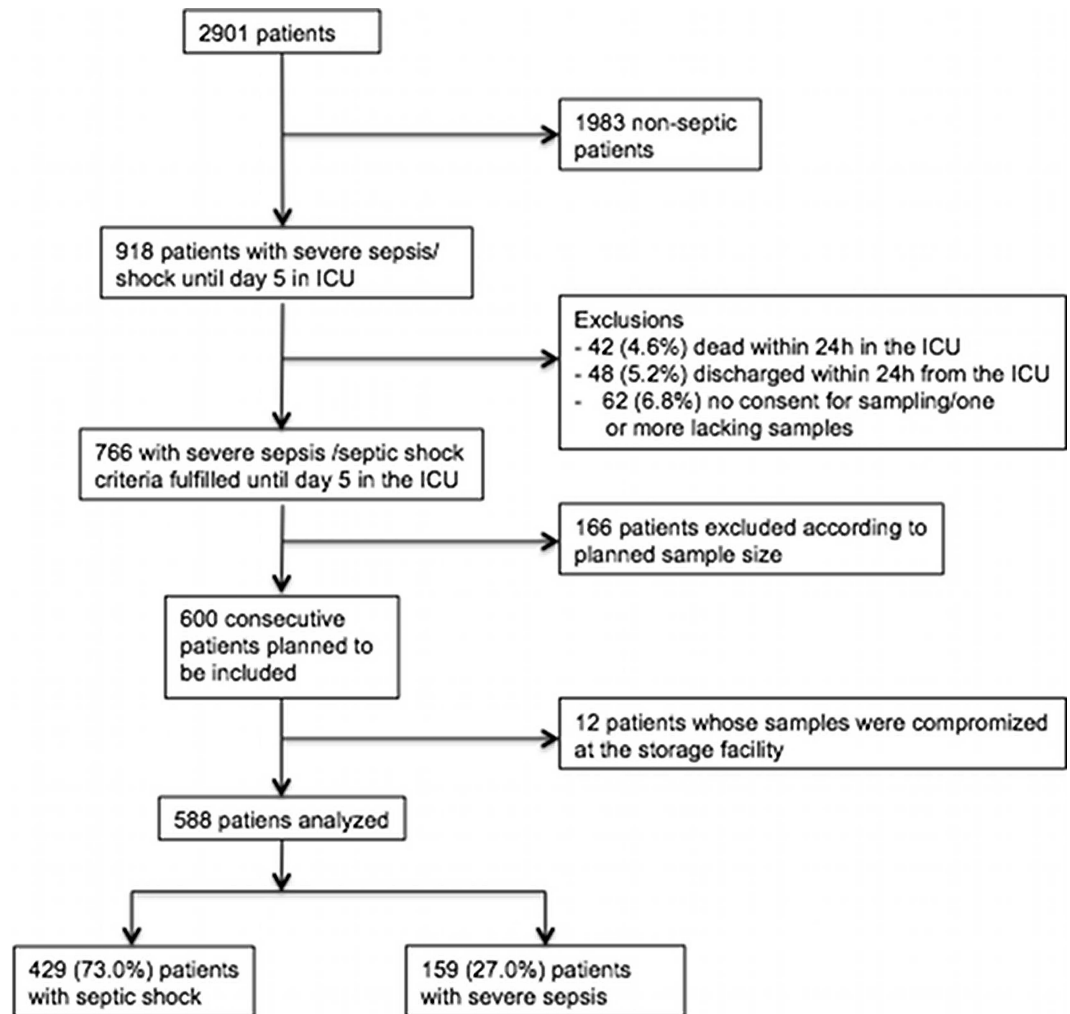 2901 patients
1983 non-septic
patients
918 patients with severe sepsis/
shock until day 5 in ICU
Exclusions
- 42 (4.6%) dead within 24h in the ICU
- 48 (5.2%) discharged within 24h from the ICU
- 62 (6.8%) no consent for sampling/one
or more lacking samples
766 with severe sepsis /septic shock
criteria fulfilled until day 5 in the ICU
166 patients excluded according to
planned sample size
600 consecutive
patients planned to
be included
12 patients whose samples were compromized
at the storage facility
588 patiens analyzed
429 (73.0%) patients
with septic shock
159 (27.0%) patients
with severe sepsis